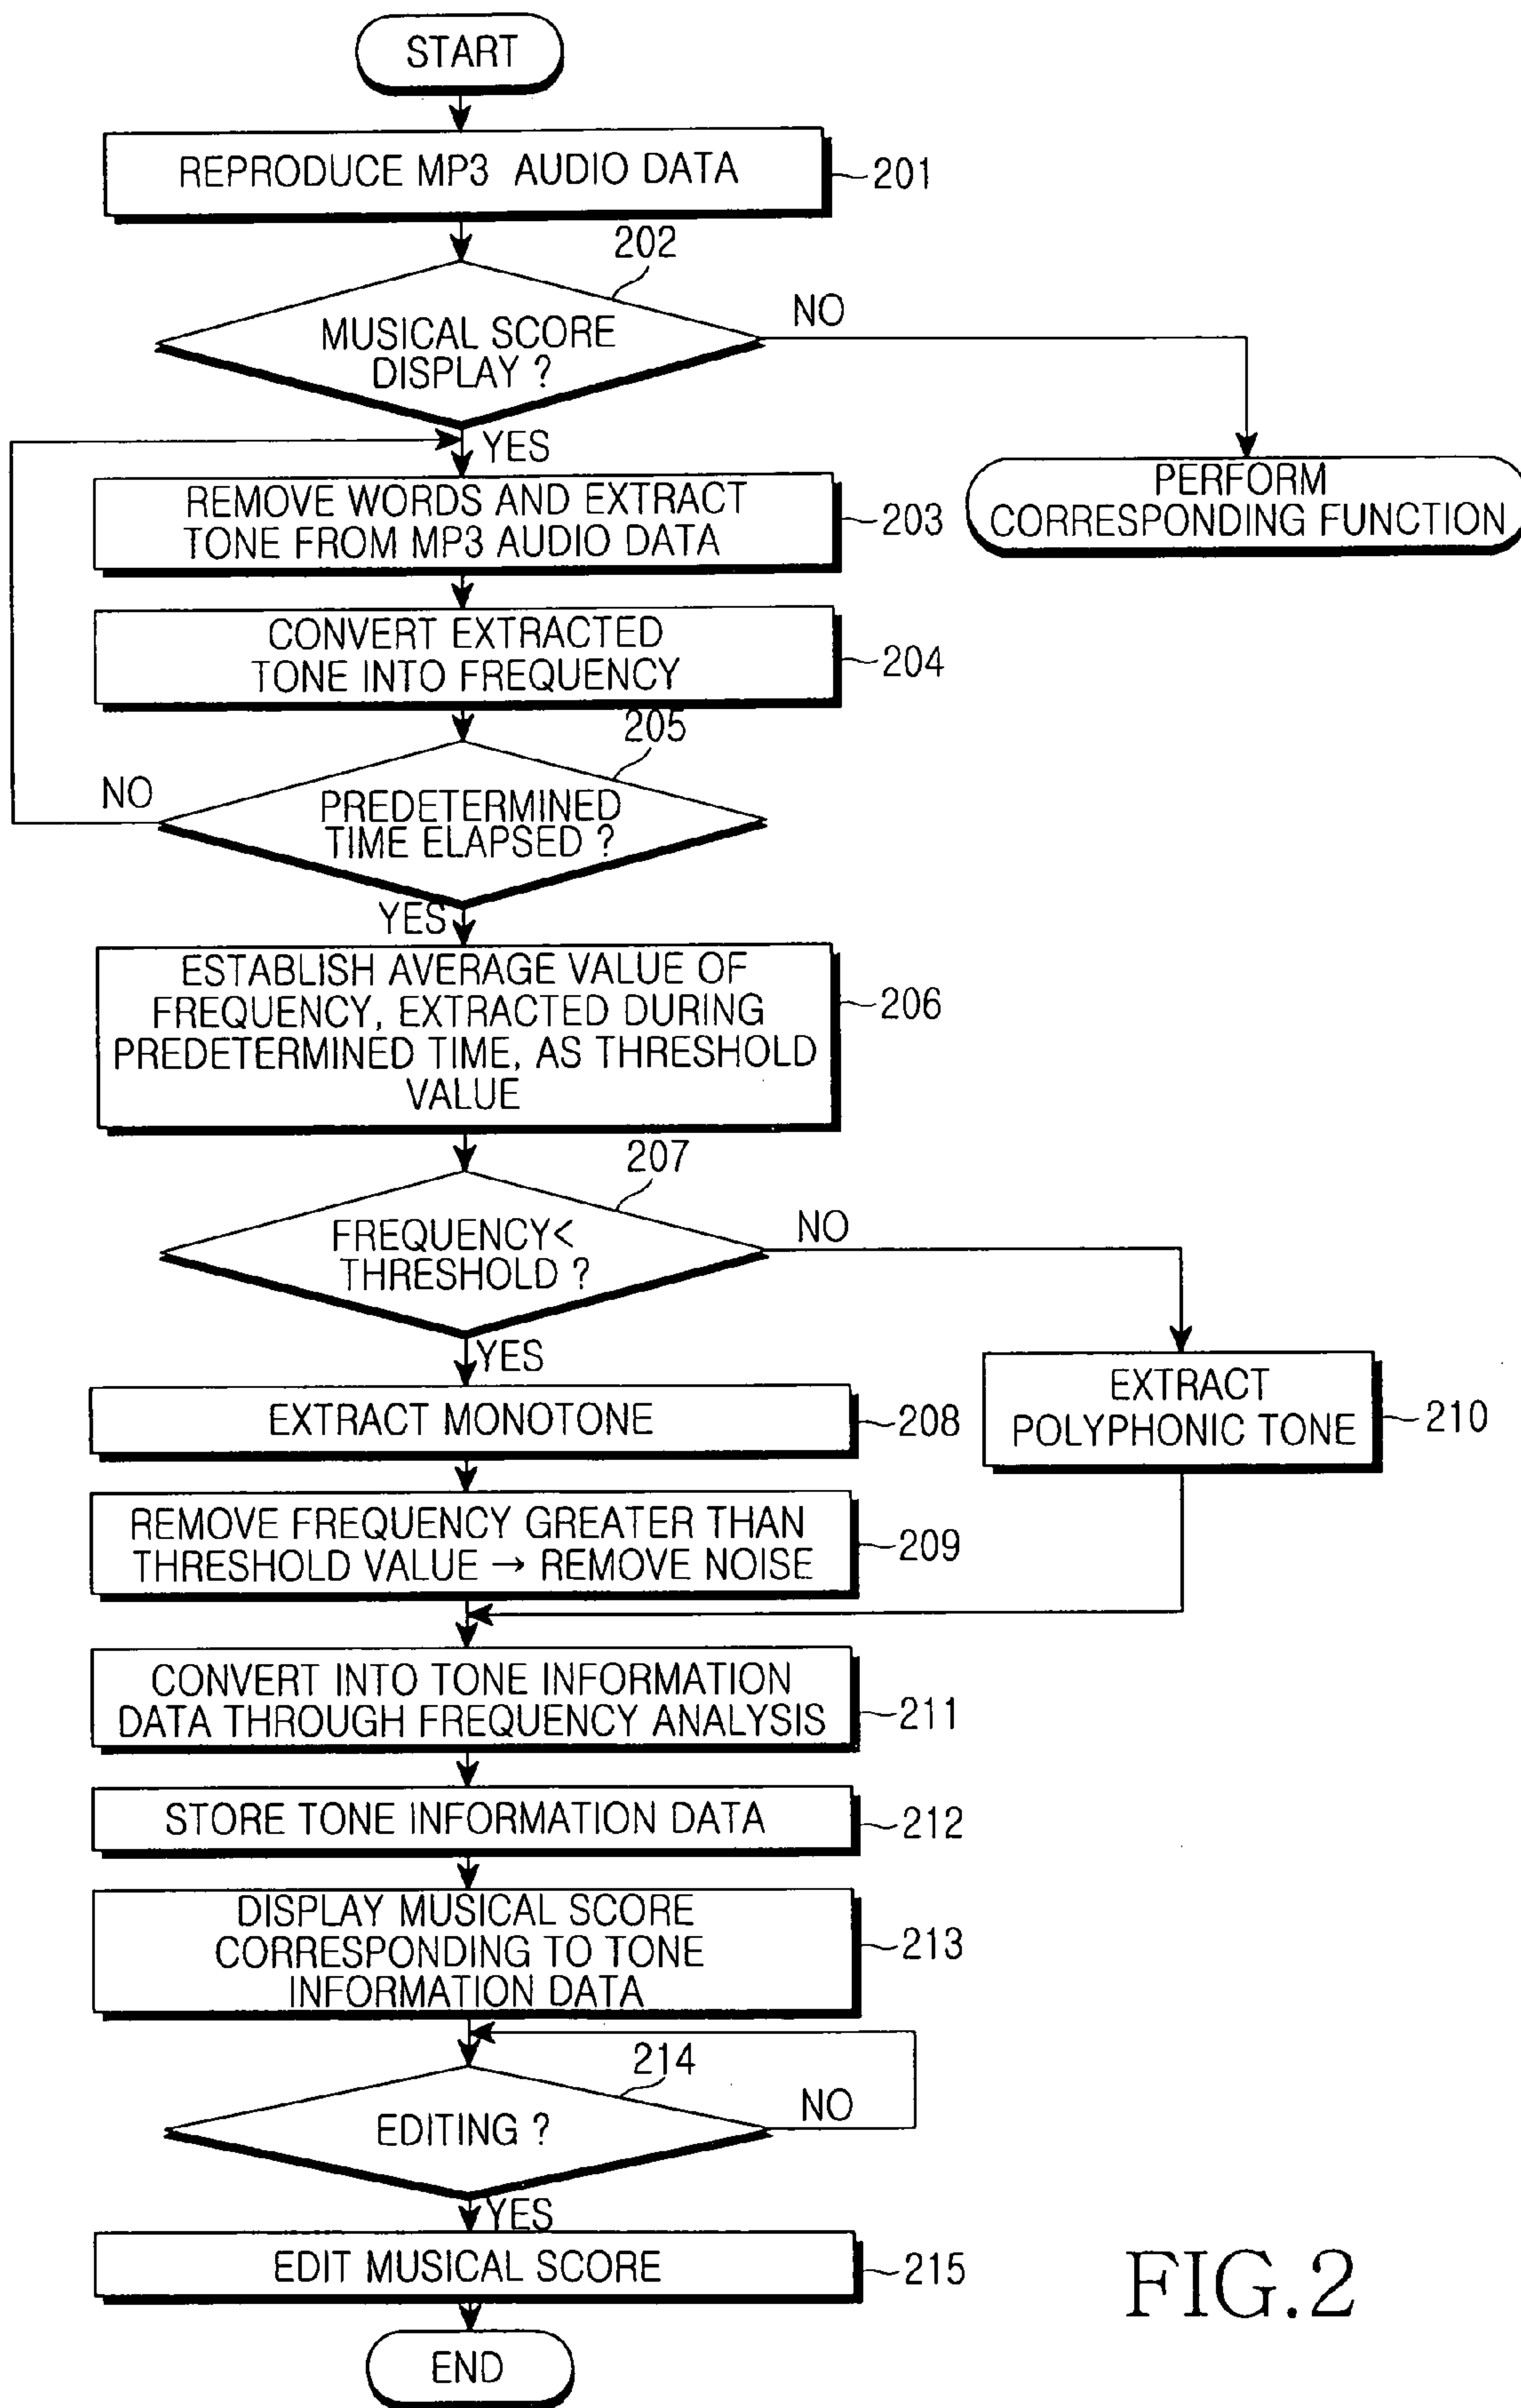 START
REPRODUCE MP3 AUDIO DATA
201
202
MUSICAL SCORE
DISPLAY ?
NO
YES
PERFORM
CORRESPONDING FUNCTION
REMOVE WORDS AND EXTRACT
TONE FROM MP3 AUDIO DATA
203
CONVERT EXTRACTED
TONE INTO FREQUENCY
204
205
PREDETERMINED
TIME ELAPSED ?
NO
YES
ESTABLISH AVERAGE VALUE OF
FREQUENCY, EXTRACTED DURING
PREDETERMINED TIME, AS THRESHOLD
VALUE
206
207
FREQUENCY<
THRESHOLD ?
NO
YES
EXTRACT MONOTONE
208
EXTRACT
POLYPHONIC TONE
210
REMOVE FREQUENCY GREATER THAN
THRESHOLD VALUE → REMOVE NOISE
209
CONVERT INTO TONE INFORMATION
DATA THROUGH FREQUENCY ANALYSIS
211
STORE TONE INFORMATION DATA
212
DISPLAY MUSICAL SCORE
CORRESPONDING TO TONE
INFORMATION DATA
213
214
EDITING ?
NO
YES
EDIT MUSICAL SCORE
215
END
FIG.2